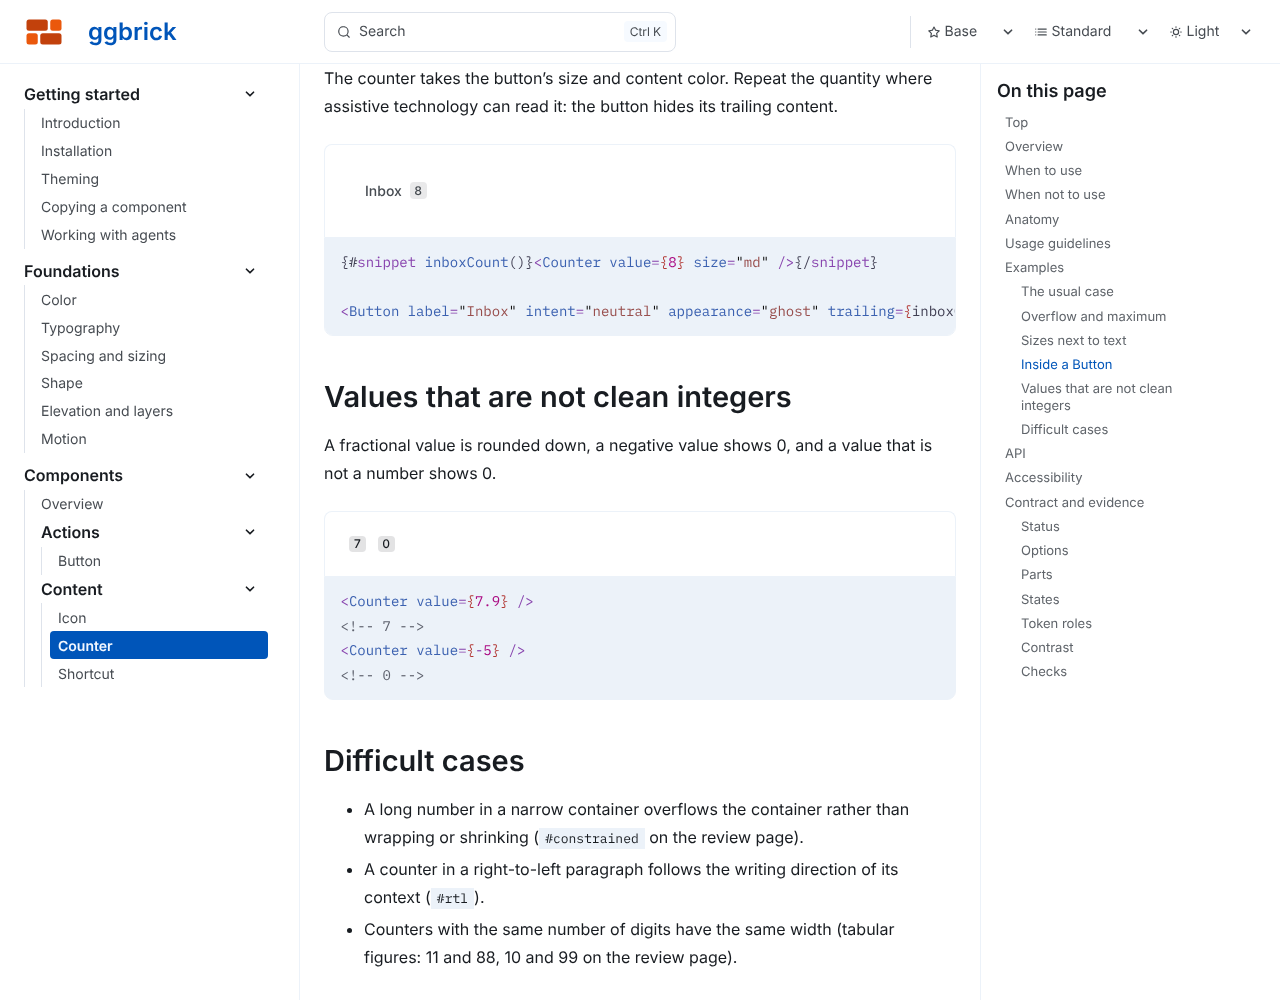 ggbrick
Search
Ctrl K
Base
Standard
Light
Getting started
Introduction
Installation
Theming
Copying a component
Working with agents
Foundations
Color
Typography
Spacing and sizing
Shape
Elevation and layers
Motion
Components
Overview
Actions
Button
Content
Icon
Counter
Shortcut
The counter takes the button’s size and content color. Repeat the quantity where
assistive technology can read it: the button hides its trailing content.
Inbox 8
{#snippet inboxCount()}<Counter value={8} size="md" />{/snippet}
<Button label="Inbox" intent="neutral" appearance="ghost" trailing={inbox
Values that are not clean integers
A fractional value is rounded down, a negative value shows 0, and a value that is
not a number shows 0.
7 0
<Counter value={7.9} />
<!-- 7 -->
<Counter value={-5} />
<!-- 0 -->
Difficult cases
• A long number in a narrow container overflows the container rather than
wrapping or shrinking (#constrained on the review page).
• A counter in a right-to-left paragraph follows the writing direction of its
context (#rtl).
• Counters with the same number of digits have the same width (tabular
figures: 11 and 88, 10 and 99 on the review page).
On this page
Top
Overview
When to use
When not to use
Anatomy
Usage guidelines
Examples
The usual case
Overflow and maximum
Sizes next to text
Inside a Button
Values that are not clean
integers
Difficult cases
API
Accessibility
Contract and evidence
Status
Options
Parts
States
Token roles
Contrast
Checks